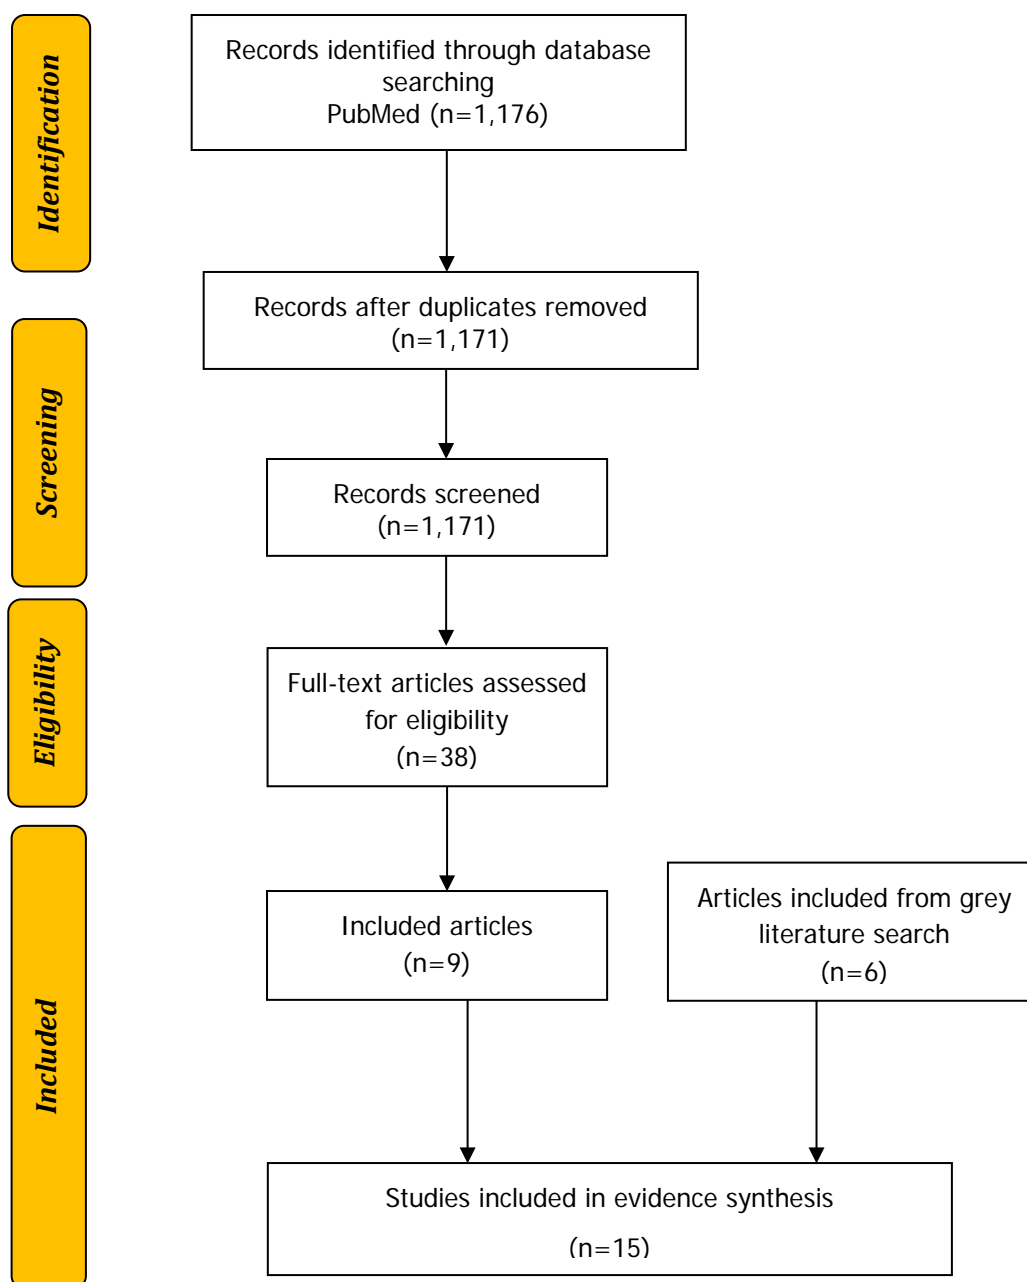 Identification
Records identified through database
searching
PubMed (n=1,176)
Records after duplicates removed
(n=1,171)
Screening
Records screened
(n=1,171)
Eligibility
Full-text articles assessed
for eligibility
(n=38)
Included
Included articles
(n=9)
Articles included from grey
literature search
(n=6)
Studies included in evidence synthesis
(n=15)